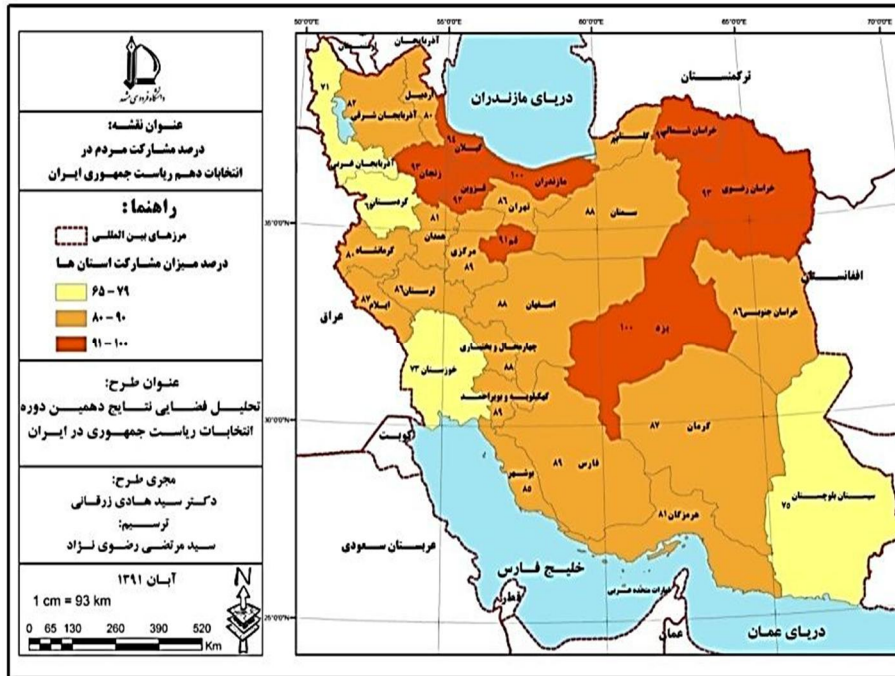 دانشگاه فردوسی مشهد
عنوان نقشه:
درصد مشارکت مردم در
انتخابات دهم ریاست جمهوری ایران
راهنما:
مرزهای بین المللی
درصد میزان مشارکت استان ها
۶۵ - ۷۹
۸۰ - ۹۰
۹۱ - ۱۰۰
عنوان طرح:
تحلیل فضایی نتایج دهمین دوره
انتخابات ریاست جمهوری در ایران
مجری طرح:
دکتر سید هادی زرقانی
ترسیم:
سید مرتضی رضوی نژاد
آبان ۱۳۹۱
N
1 cm = 93 km
0 65 130 260 390 520
Km
50°0'0"E 55°0'0"E 60°0'0"E 65°0'0"E 70°0'0"E
35°0'0"N
30°0'0"N
25°0'0"N
آذربایجان
ترکمنستان
دریای مازندران
افغانستان
عراق
کویت
عربستان سعودی
خلیج فارس
قطر
امارات متحده عربی
عمان
دریای عمان
۷۱
آذربایجان غربی
۸۲
آذربایجان شرقی
اردبیل
۸۰
گیلان
۹۴
زنجان
۹۳
قزوین
۹۲
مازندران
۱۰۰
گلستان
خراسان شمالی
خراسان رضوی
۹۳
سمنان
۸۸
تهران
۸۶
قم ۹۱
کردستان
همدان
۸۱
مرکزی
۸۹
کرمانشاه
۸۰
لرستان
۸۶
ایلام
۸۷
اصفهان
۸۸
یزد
۱۰۰
خراسان جنوبی
۸۶
خوزستان ۷۳
چهارمحال و بختیاری
۸۸
کهکیلویه و بویراحمد
۸۹
فارس
۸۹
بوشهر
۸۵
کرمان
۸۷
هرمزگان ۸۱
سیستان بلوچستان
۷۵